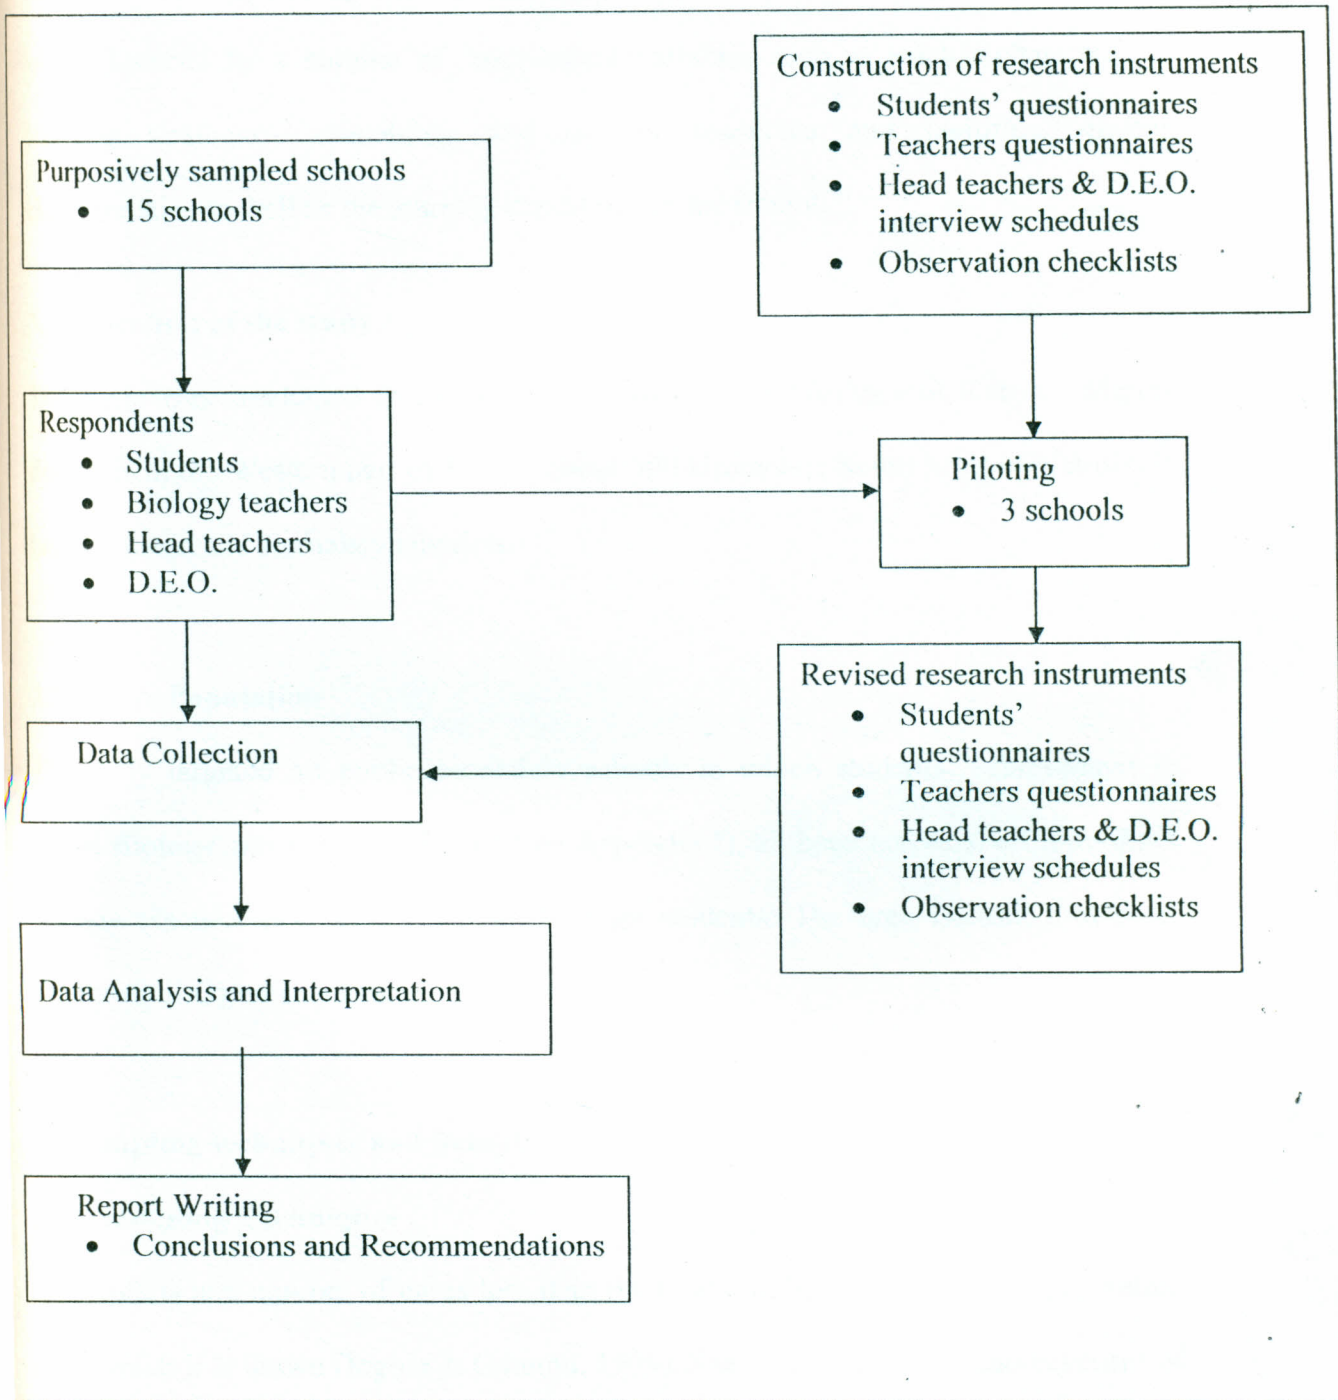 Purposively sampled schools
• 15 schools
Respondents
• Students
• Biology teachers
• Head teachers
• D.E.O.
Data Collection
Data Analysis and Interpretation
Report Writing
• Conclusions and Recommendations
Construction of research instruments
• Students’ questionnaires
• Teachers questionnaires
• Head teachers & D.E.O.
interview schedules
• Observation checklists
Piloting
• 3 schools
Revised research instruments
• Students’
questionnaires
• Teachers questionnaires
• Head teachers & D.E.O.
interview schedules
• Observation checklists